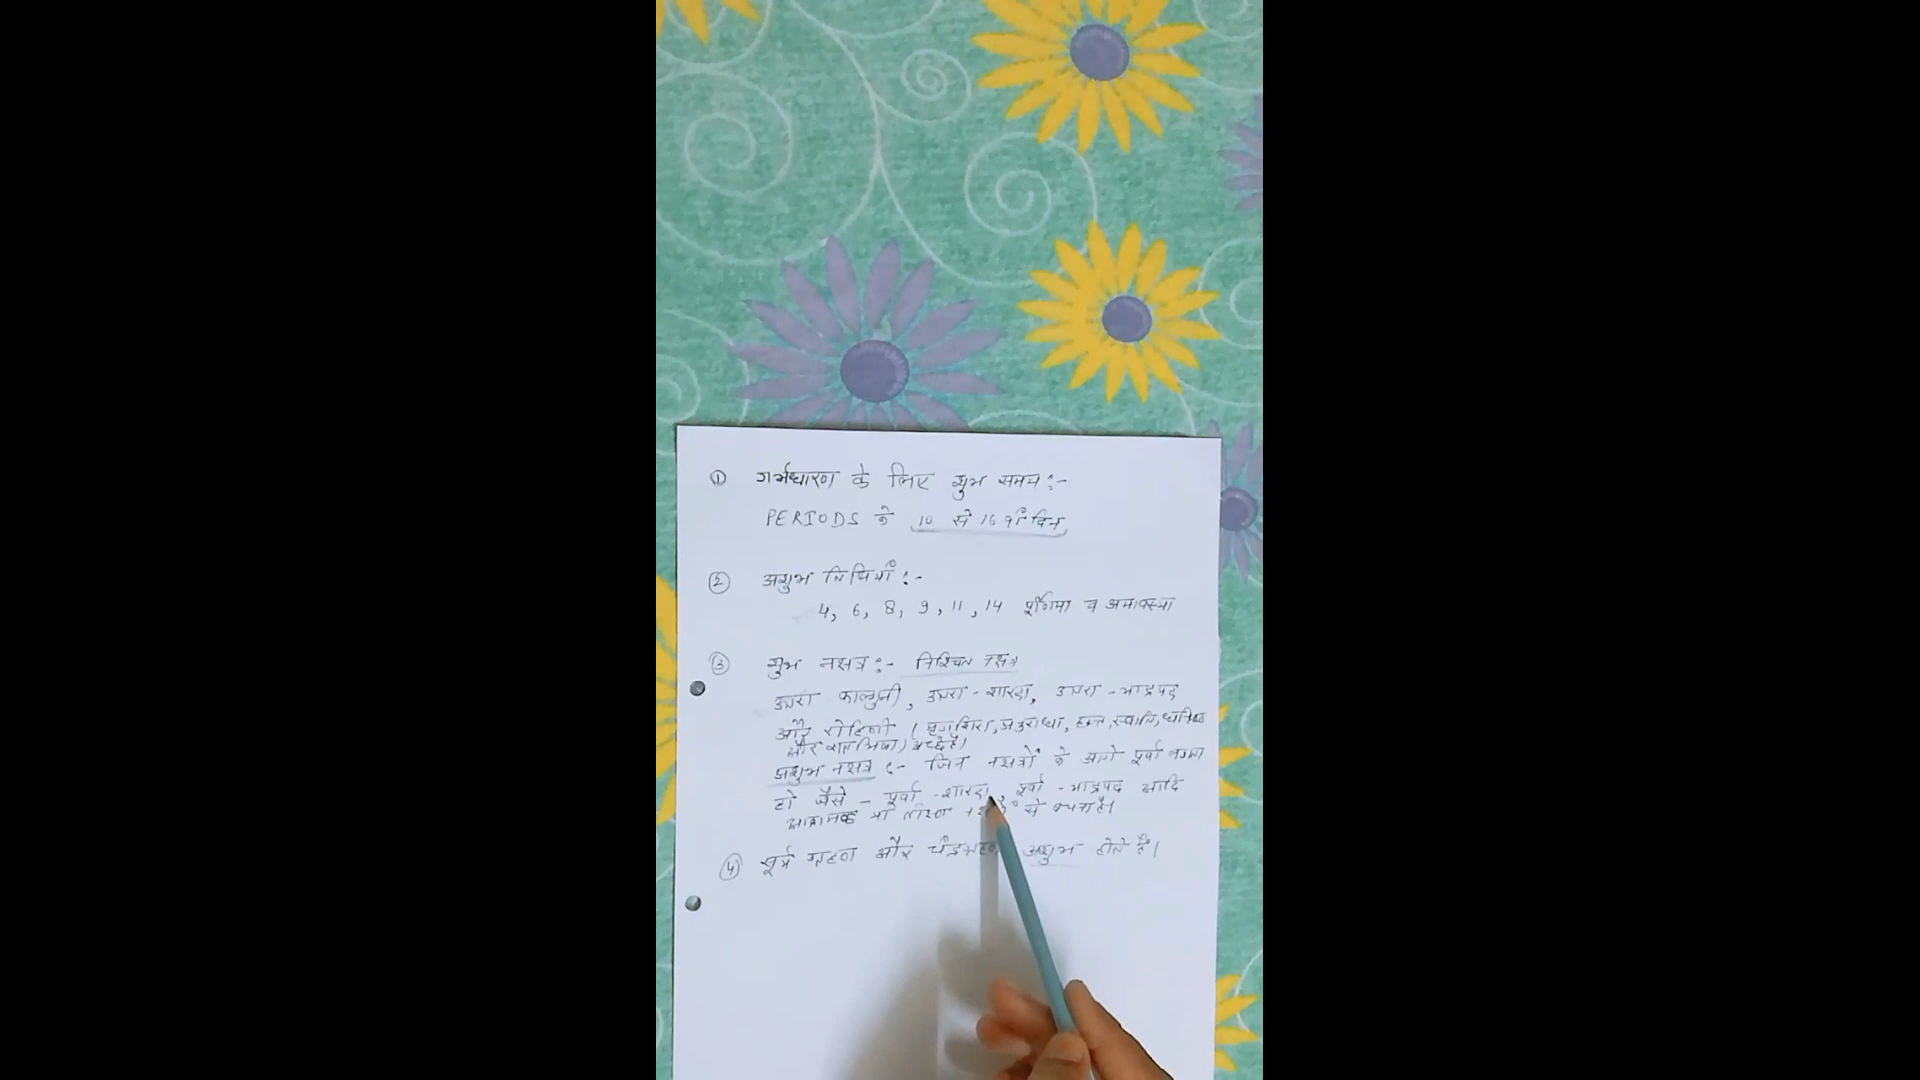 ① गर्भधारण के लिए शुभ समय :-
PERIODS के 10 से 16 वाँ दिन
② अशुभ तिथियाँ :-
4, 6, 8, 9, 11, 14 पूर्णिमा व अमावस्या
③ शुभ नक्षत्र :- निश्चित नक्षत्र
उत्तरा फाल्गुनी, उत्तरा - शाढा, उत्तरा - भाद्रपद
और रोहिणी ( मृगशिरा, अनुराधा, हस्त, स्वाति, धनिष्ठा
और शतभिषा) अच्छे है।
अशुभ नक्षत्र :- जिन नक्षत्रों के आगे पूर्वा लगता
हो जैसे - पूर्वा - शाढा, पूर्वा - भाद्रपद आदि
या से बचना है।
④ सूर्य ग्रहण और चंद्रग्रहण अशुभ होते हैं।